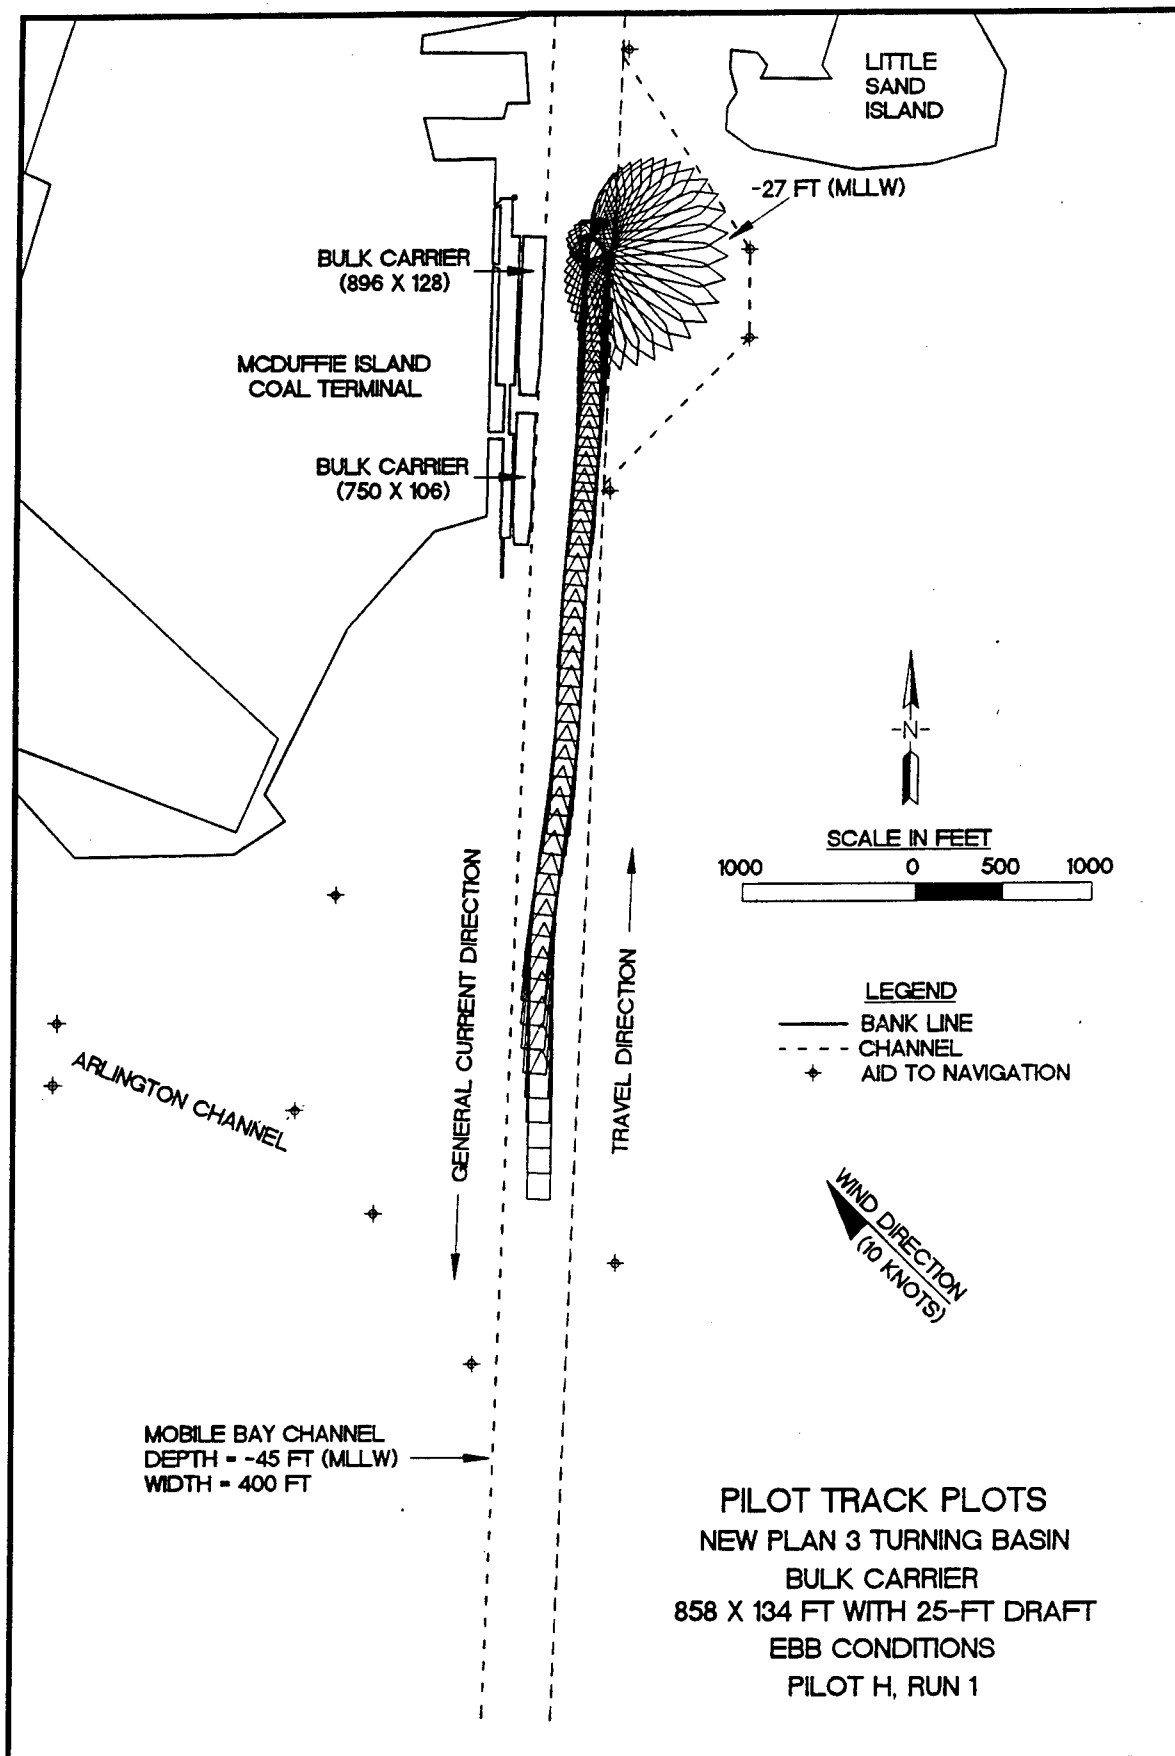 LITTLE
SAND
ISLAND
-27 FT (MLLW)
BULK CARRIER
(896 X 128)
MCDUFFIE ISLAND
COAL TERMINAL
BULK CARRIER
(750 X 106)
-N-
SCALE IN FEET
1000 0 500 1000
GENERAL CURRENT DIRECTION
TRAVEL DIRECTION
LEGEND
BANK LINE
CHANNEL
AID TO NAVIGATION
ARLINGTON CHANNEL
WIND DIRECTION
(10 KNOTS)
MOBILE BAY CHANNEL
DEPTH = -45 FT (MLLW)
WIDTH = 400 FT
PILOT TRACK PLOTS
NEW PLAN 3 TURNING BASIN
BULK CARRIER
858 X 134 FT WITH 25-FT DRAFT
EBB CONDITIONS
PILOT H, RUN 1